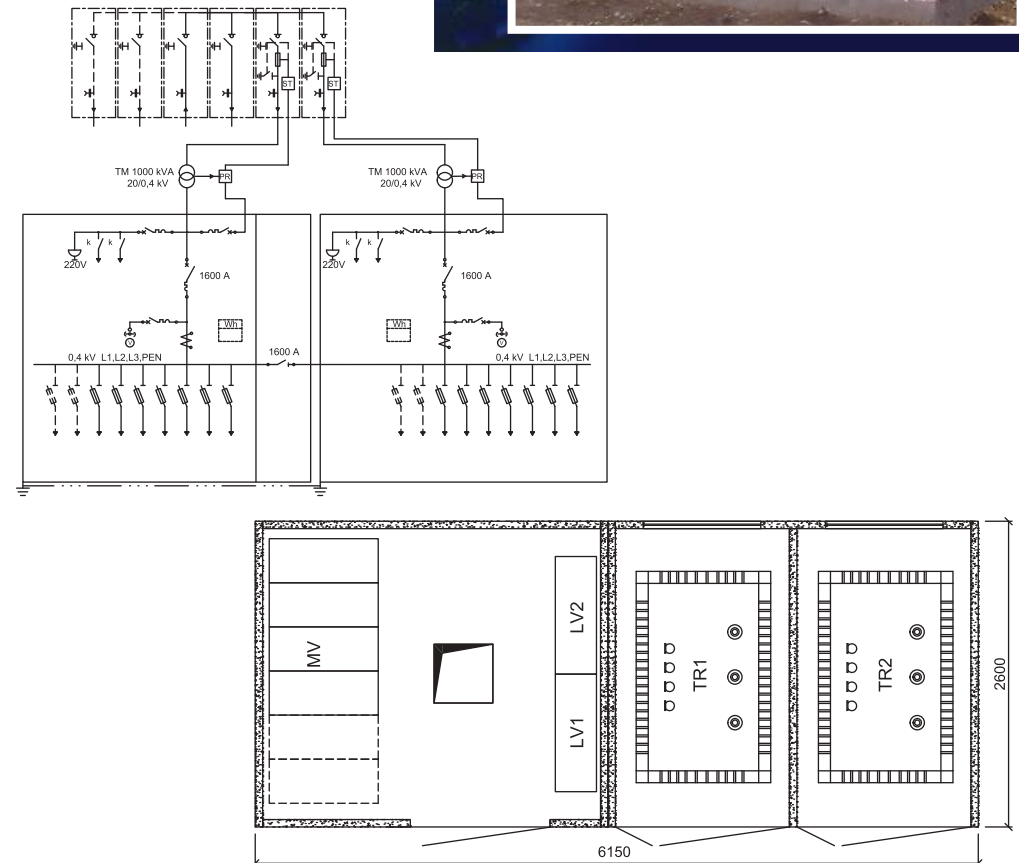 ST
ST
TM 1000 kVA
20/0,4 kV
PR
TM 1000 kVA
20/0,4 kV
PR
k
k
220V
1600 A
Wh
V
0,4 kV L1,L2,L3,PEN
1600 A
k
k
220V
1600 A
Wh
V
0,4 kV L1,L2,L3,PEN
MV
LV2
LV1
TR1
TR2
2600
6150